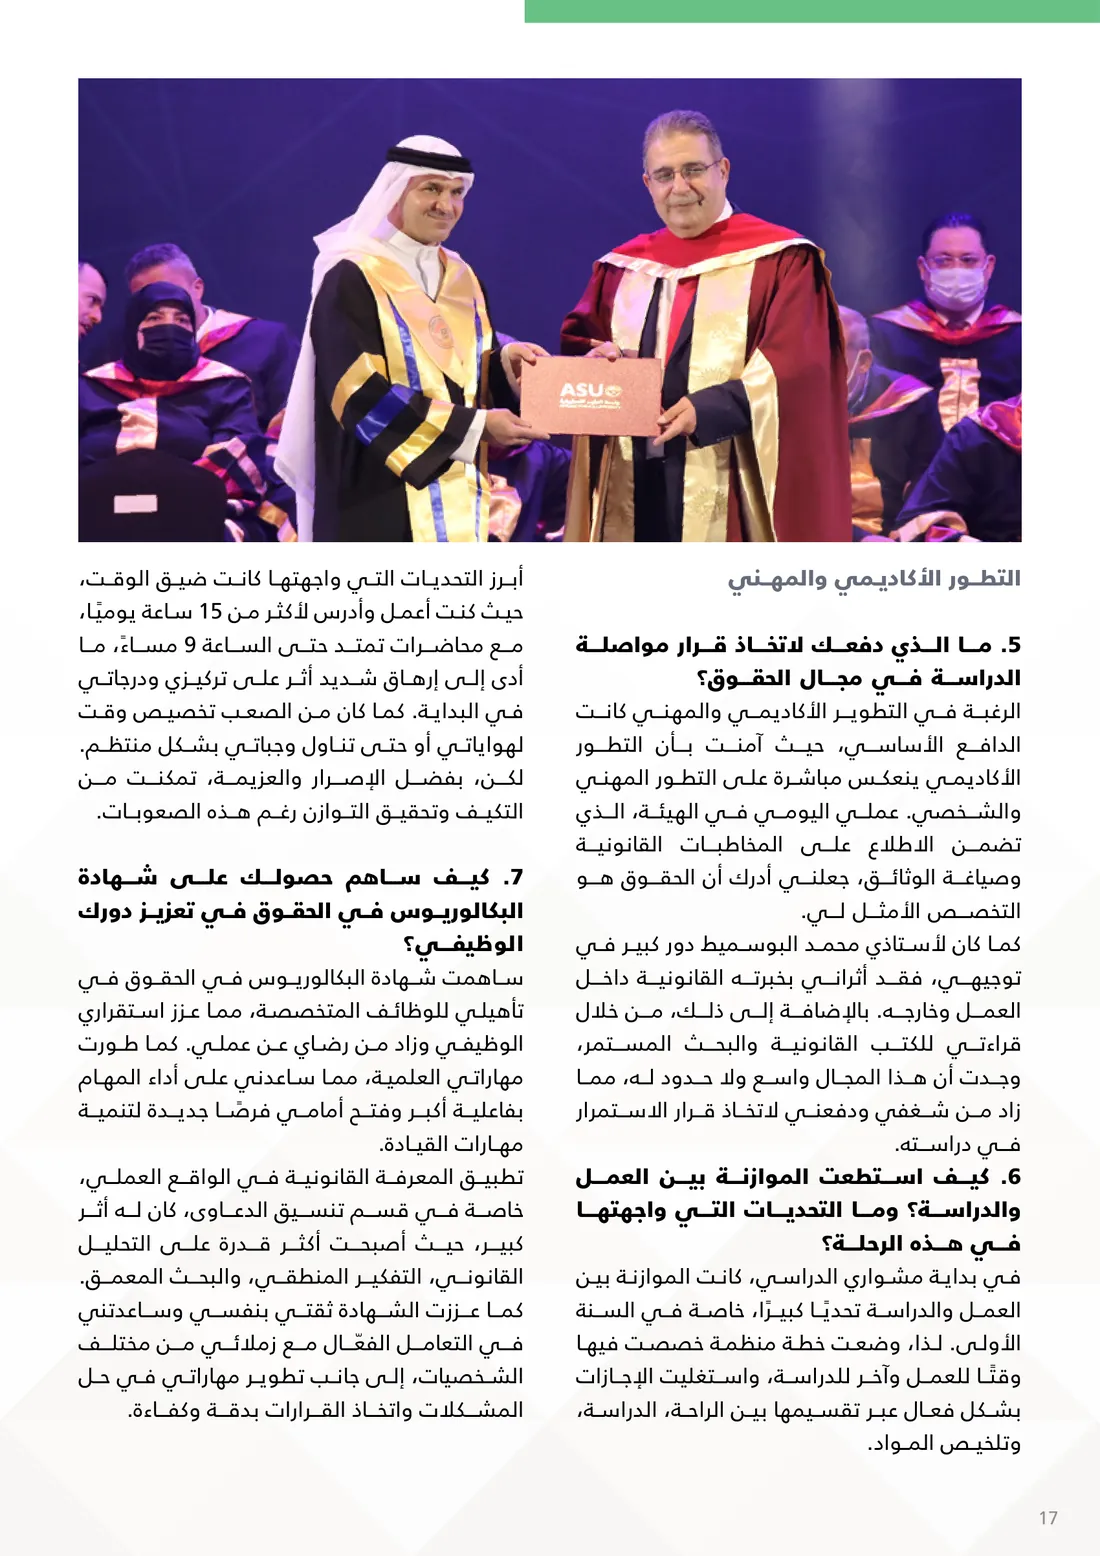 ASU
جامعة العلوم التطبيقية
التطور الأكاديمي والمهني
5. ما الذي دفعك لاتخاذ قرار مواصلة
الدراسة في مجال الحقوق؟
الرغبة في التطوير الأكاديمي والمهني كانت
الدافع الأساسي، حيث آمنت بأن التطور
الأكاديمي ينعكس مباشرة على التطور المهني
والشخصي. عملي اليومي في الهيئة، الذي
تضمن الاطلاع على المخاطبات القانونية
وصياغة الوثائق، جعلني أدرك أن الحقوق هو
التخصص الأمثل لي.
كما كان لأستاذي محمد البوسميط دور كبير في
توجيهي، فقد أثراني بخبرته القانونية داخل
العمل وخارجه. بالإضافة إلى ذلك، من خلال
قراءتي للكتب القانونية والبحث المستمر،
وجدت أن هذا المجال واسع ولا حدود له، مما
زاد من شغفي ودفعني لاتخاذ قرار الاستمرار
في دراسته.
6. كيف استطعت الموازنة بين العمل
والدراسة؟ وما التحديات التي واجهتها
في هذه الرحلة؟
في بداية مشواري الدراسي، كانت الموازنة بين
العمل والدراسة تحديًا كبيرًا، خاصة في السنة
الأولى. لذا، وضعت خطة منظمة خصصت فيها
وقتًا للعمل وآخر للدراسة، واستغليت الإجازات
بشكل فعال عبر تقسيمها بين الراحة، الدراسة،
وتلخيص المواد.
أبرز التحديات التي واجهتها كانت ضيق الوقت،
حيث كنت أعمل وأدرس لأكثر من 15 ساعة يوميًا،
مع محاضرات تمتد حتى الساعة 9 مساءً، ما
أدى إلى إرهاق شديد أثر على تركيزي ودرجاتي
في البداية. كما كان من الصعب تخصيص وقت
لهواياتي أو حتى تناول وجباتي بشكل منتظم.
لكن، بفضل الإصرار والعزيمة، تمكنت من
التكيف وتحقيق التوازن رغم هذه الصعوبات.
7. كيف ساهم حصولك على شهادة
البكالوريوس في الحقوق في تعزيز دورك
الوظيفي؟
ساهمت شهادة البكالوريوس في الحقوق في
تأهيلي للوظائف المتخصصة، مما عزز استقراري
الوظيفي وزاد من رضاي عن عملي. كما طورت
مهاراتي العلمية، مما ساعدني على أداء المهام
بفاعلية أكبر وفتح أمامي فرصًا جديدة لتنمية
مهارات القيادة.
تطبيق المعرفة القانونية في الواقع العملي،
خاصة في قسم تنسيق الدعاوى، كان له أثر
كبير، حيث أصبحت أكثر قدرة على التحليل
القانوني، التفكير المنطقي، والبحث المعمق.
كما عززت الشهادة ثقتي بنفسي وساعدتني
في التعامل الفعّال مع زملائي من مختلف
الشخصيات، إلى جانب تطوير مهاراتي في حل
المشكلات واتخاذ القرارات بدقة وكفاءة.
17